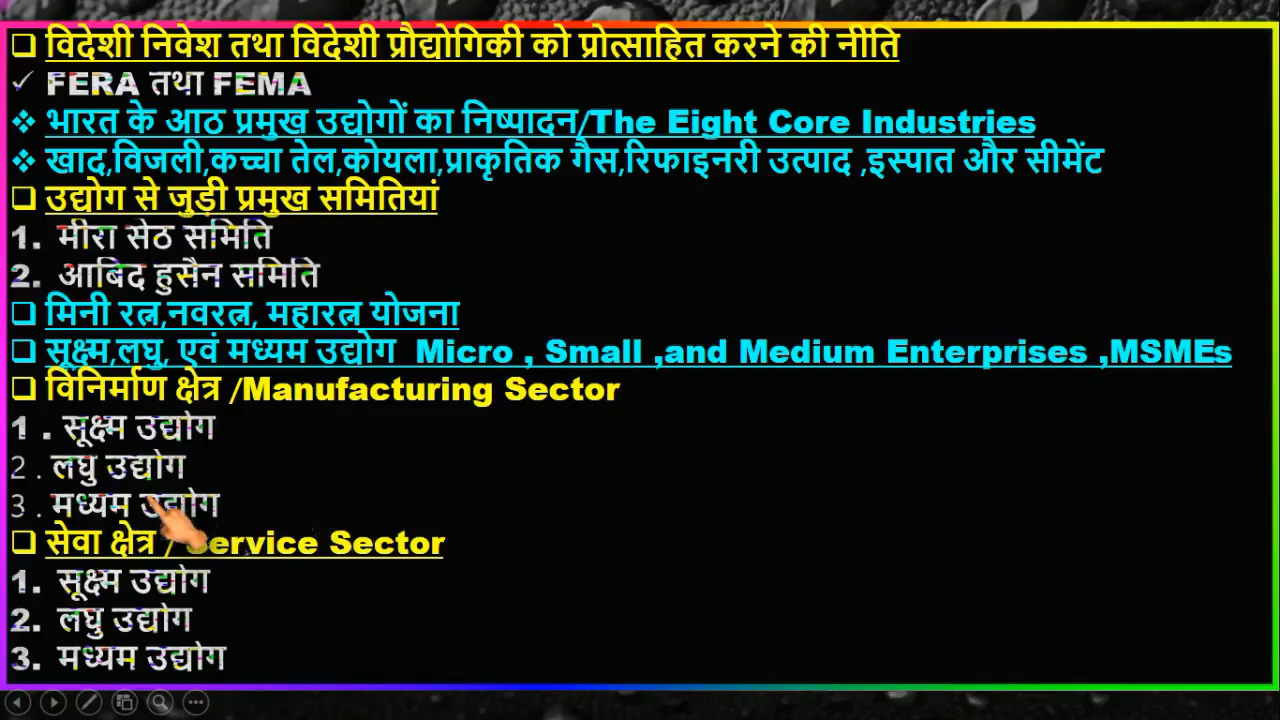 ❑ विदेशी निवेश तथा विदेशी प्रौद्योगिकी को प्रोत्साहित करने की नीति
✓ FERA तथा FEMA
❖ भारत के आठ प्रमुख उद्योगों का निष्पादन/The Eight Core Industries
❖ खाद,विजली,कच्चा तेल,कोयला,प्राकृतिक गैस,रिफाइनरी उत्पाद ,इस्पात और सीमेंट
❑ उद्योग से जुड़ी प्रमुख समितियां
1. मीरा सेठ समिति
2. आबिद हुसैन समिति
❑ मिनी रत्न,नवरत्न, महारत्न योजना
❑ सूक्ष्म,लघु, एवं मध्यम उद्योग Micro , Small ,and Medium Enterprises ,MSMEs
❑ विनिर्माण क्षेत्र /Manufacturing Sector
1 . सूक्ष्म उद्योग
2 . लघु उद्योग
3 . मध्यम उद्योग
❑ सेवा क्षेत्र / Service Sector
1. सूक्ष्म उद्योग
2. लघु उद्योग
3. मध्यम उद्योग